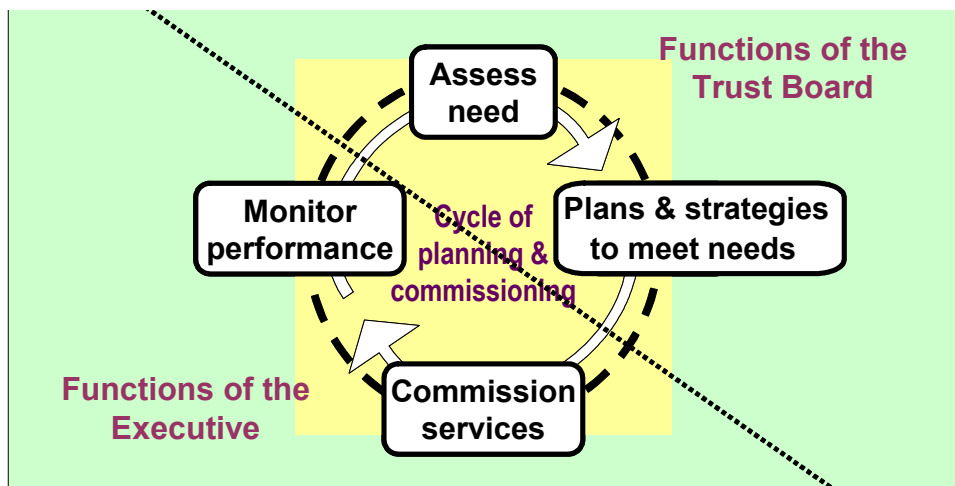 Functions of the
Trust Board
Assess
need
Monitor
performance
Cycle of
planning &
commissioning
Plans & strategies
to meet needs
Functions of the
Executive
Commission
services